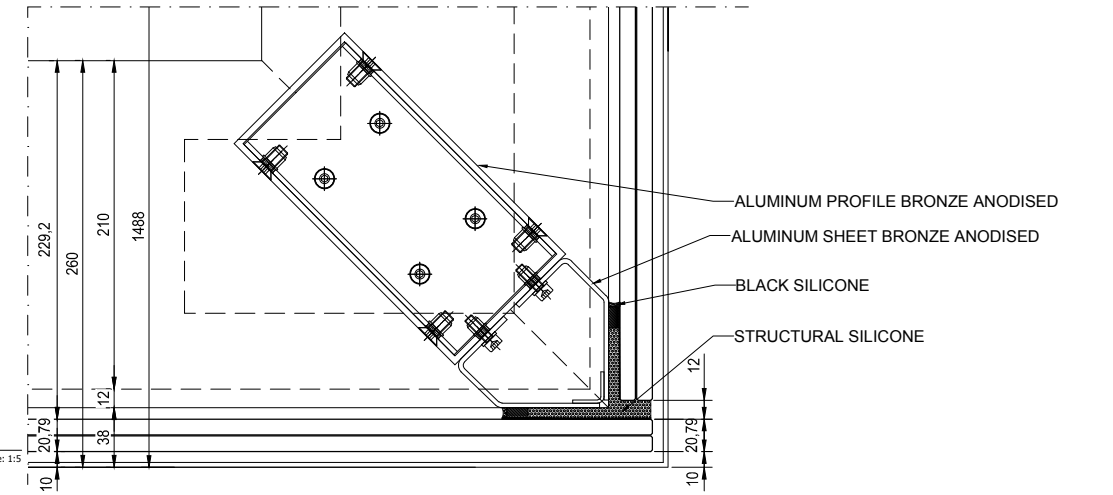 229,2
260
210
1488
12
20,79
38
10
e: 1:5
ALUMINUM PROFILE BRONZE ANODISED
ALUMINUM SHEET BRONZE ANODISED
BLACK SILICONE
STRUCTURAL SILICONE
12
20,79
10